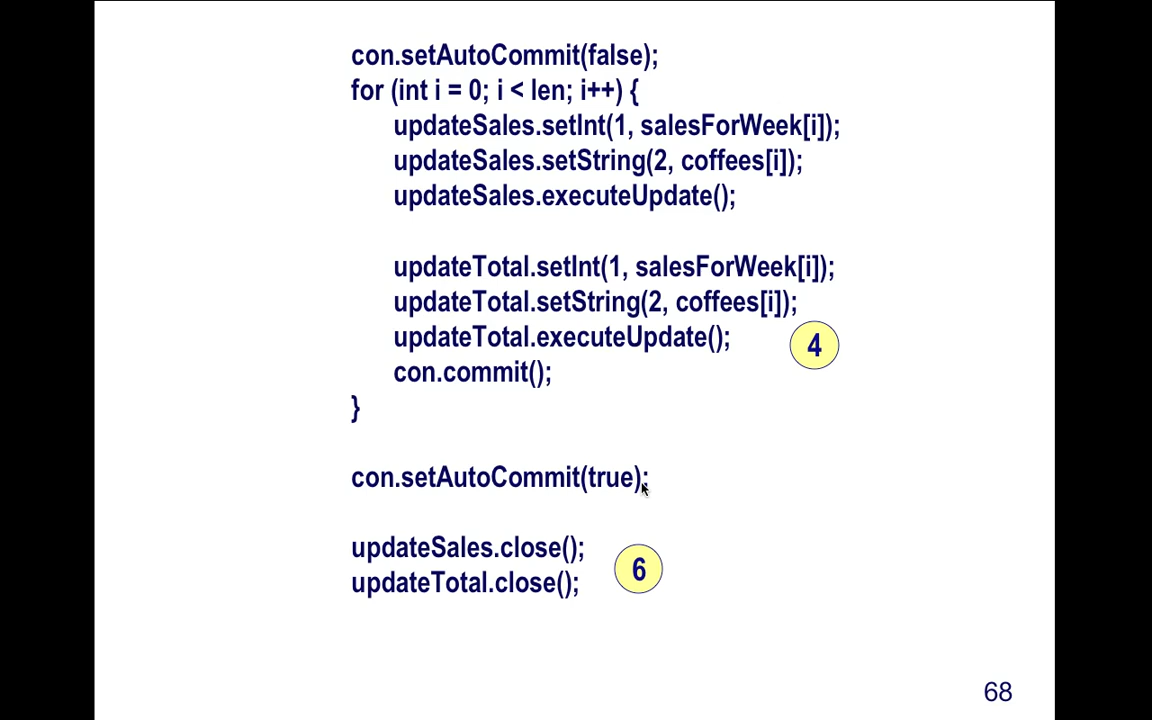 con.setAutoCommit(false);
for (int i = 0; i < len; i++) {
updateSales.setInt(1, salesForWeek[i]);
updateSales.setString(2, coffees[i]);
updateSales.executeUpdate();
updateTotal.setInt(1, salesForWeek[i]);
updateTotal.setString(2, coffees[i]);
updateTotal.executeUpdate();
4
con.commit();
}
con.setAutoCommit(true);
updateSales.close();
6
updateTotal.close();
68